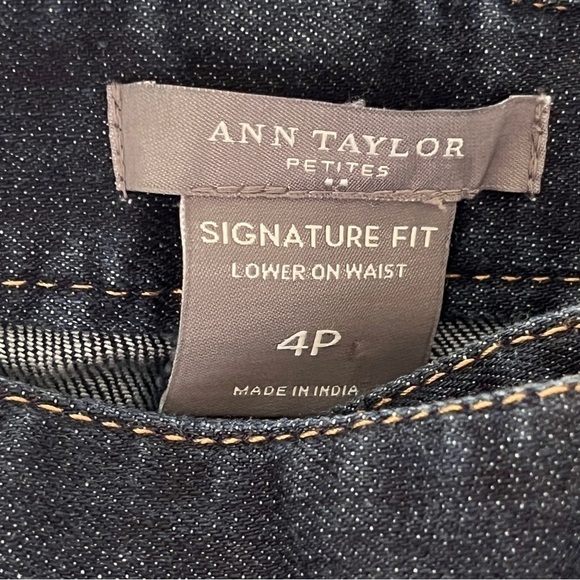 ANN TAYLOR
PETITES
SIGNATURE FIT
LOWER ON WAIST
4P
MADE IN INDIA